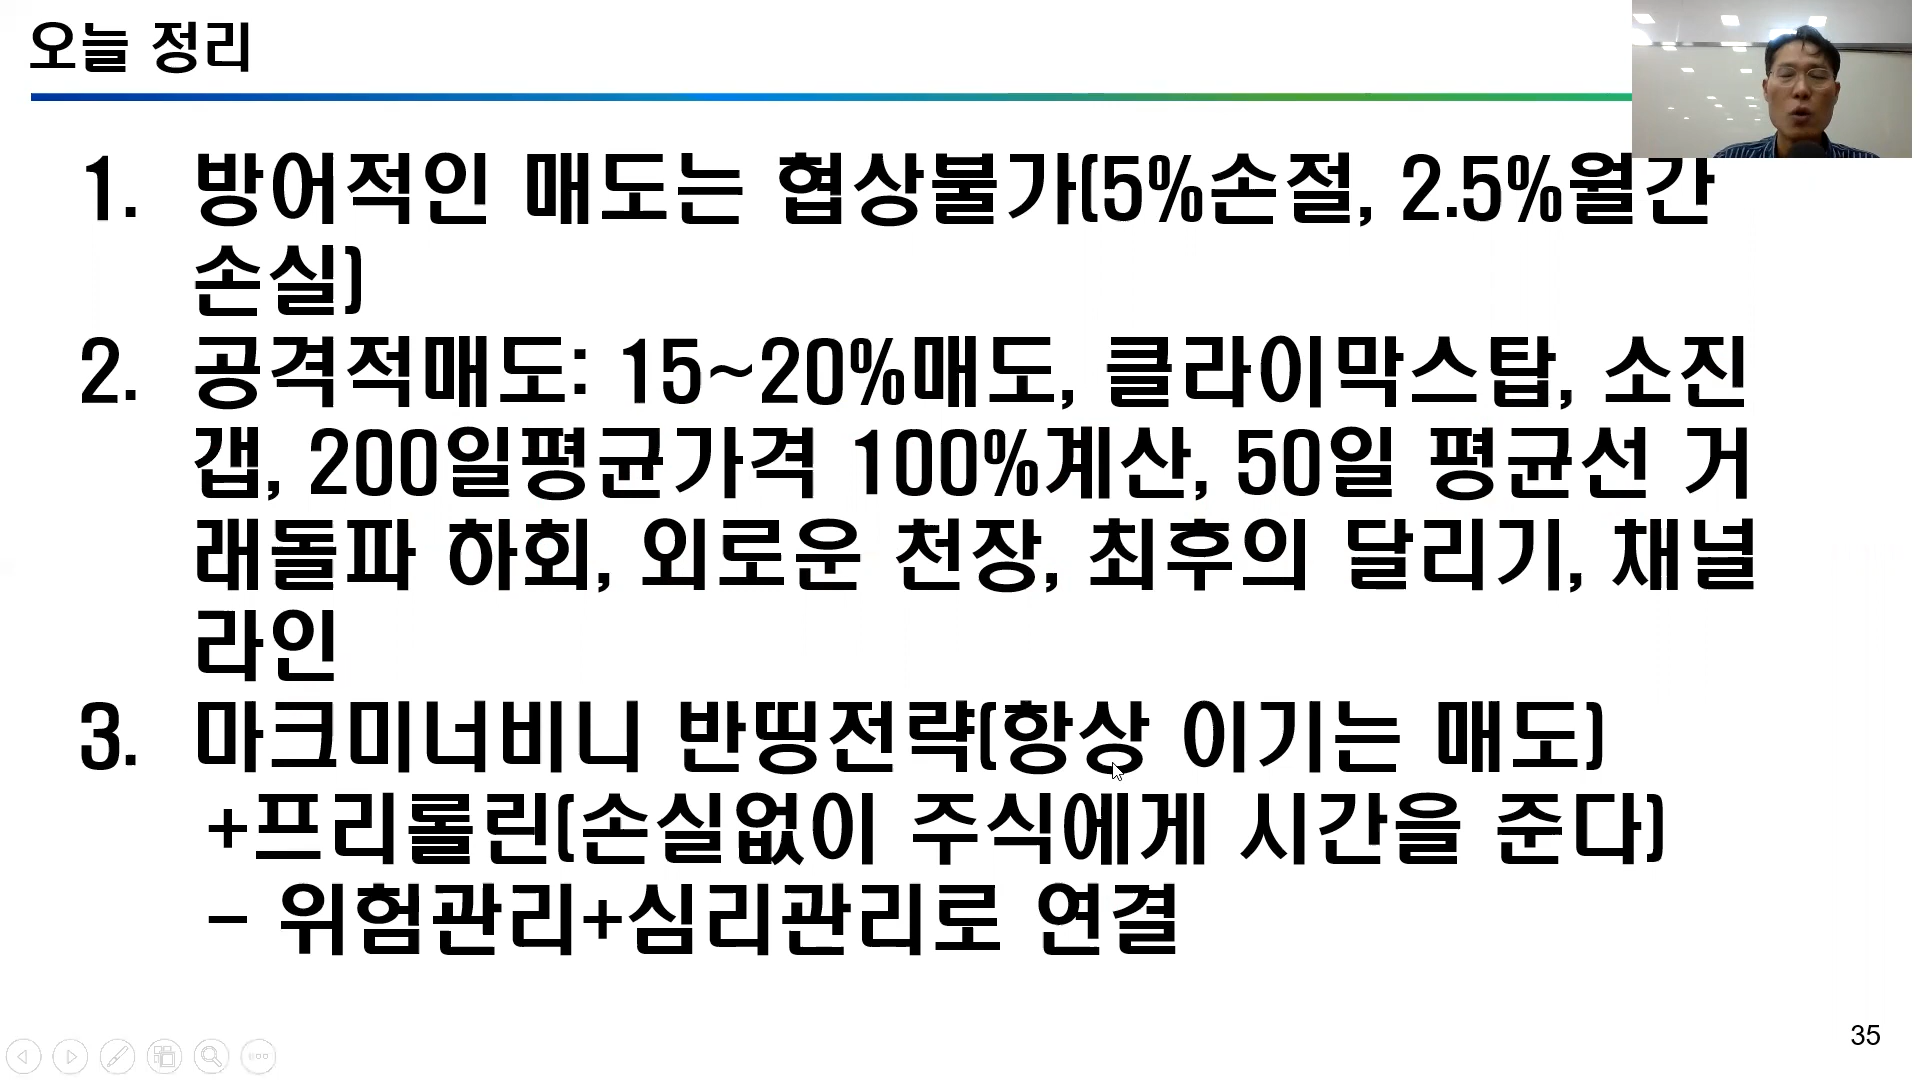 오늘 정리
1. 방어적인 매도는 협상불가(5%손절, 2.5%월간
손실)
2. 공격적매도: 15~20%매도, 클라이막스탑, 소진
갭, 200일평균가격 100%계산, 50일 평균선 거
래돌파 하회, 외로운 천장, 최후의 달리기, 채널
라인
3. 마크미너비니 반띵전략(항상 이기는 매도)
+프리롤린(손실없이 주식에게 시간을 준다)
- 위험관리+심리관리로 연결
35